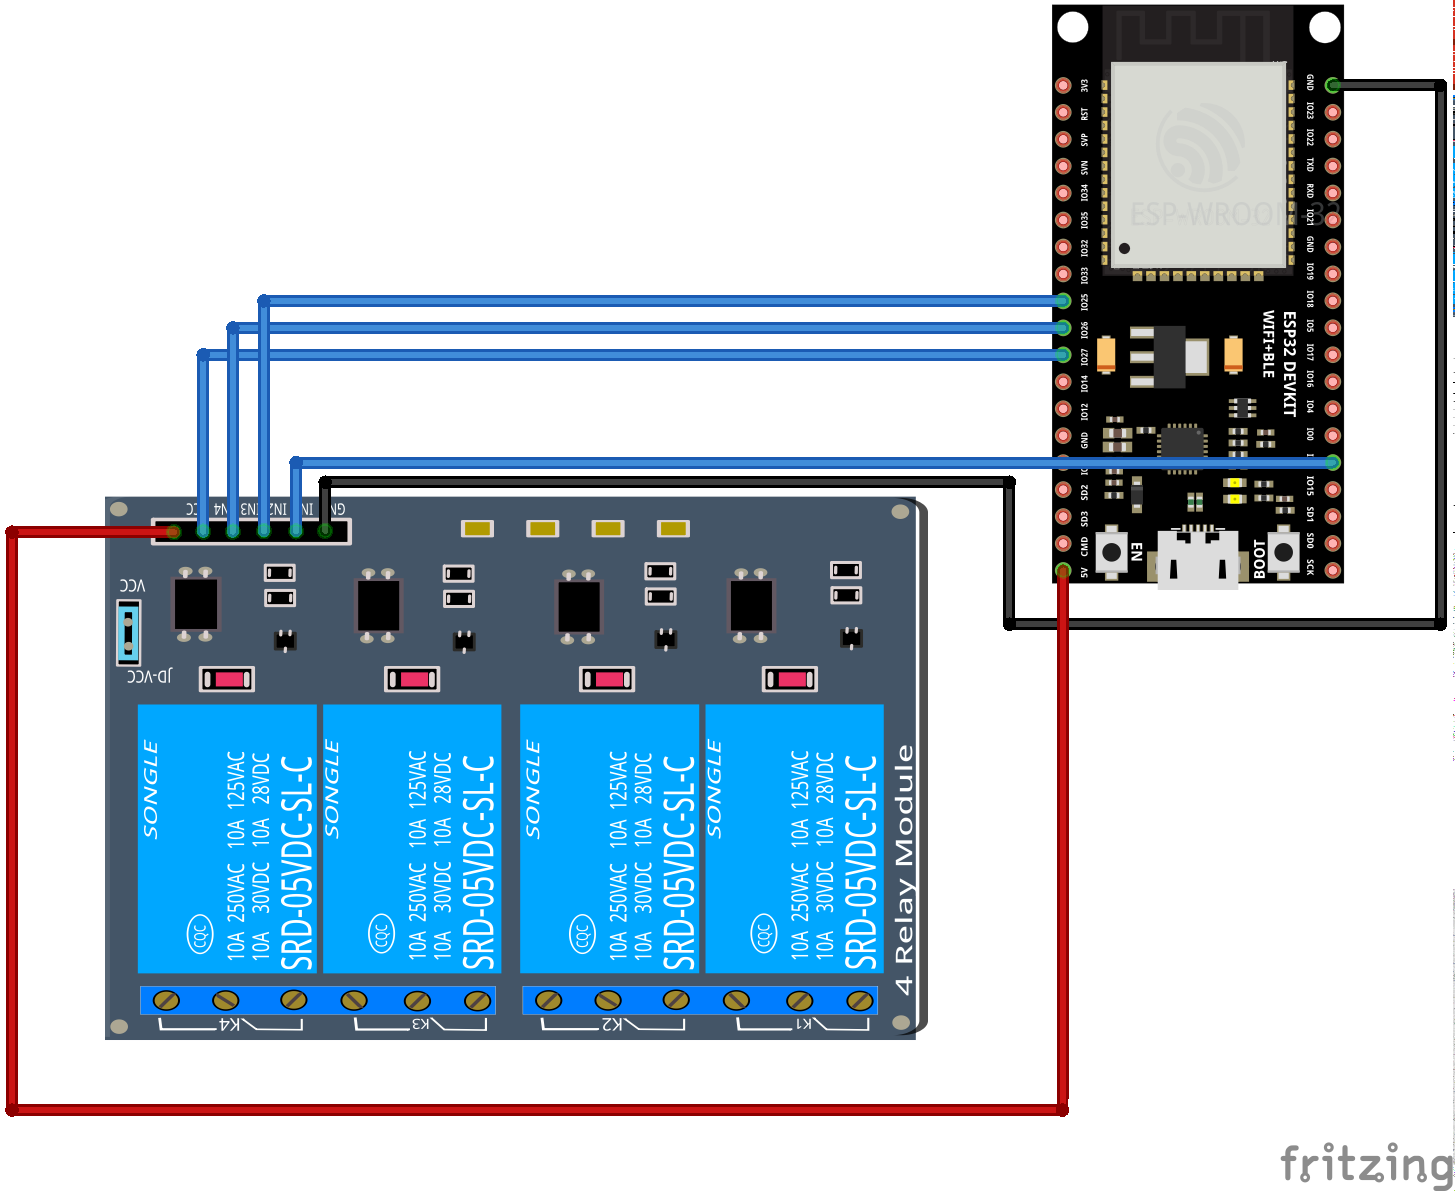 3V3
RST
SVP
SVN
IO34
IO35
IO32
IO33
IO25
IO26
IO27
IO14
IO12
GND
SD2
SD3
CMD
5V
GND
IO23
IO22
TXD
RXD
IO21
GND
IO19
IO18
IO5
IO17
IO16
IO4
IO0
IO15
SD1
SD0
SCK
ESP-WROOM-32
ESP32 DEVKIT
WIFI+BLE
EN
BOOT
VCC
IN4
IN3
IN2
IN1
GND
VCC
JD-VCC
SONGLE
10A 250VAC 10A 125VAC
10A 30VDC 10A 28VDC
SRD-05VDC-SL-C
CQC
SONGLE
10A 250VAC 10A 125VAC
10A 30VDC 10A 28VDC
SRD-05VDC-SL-C
CQC
SONGLE
10A 250VAC 10A 125VAC
10A 30VDC 10A 28VDC
SRD-05VDC-SL-C
CQC
SONGLE
10A 250VAC 10A 125VAC
10A 30VDC 10A 28VDC
SRD-05VDC-SL-C
CQC
4 Relay Module
K4
K3
K2
K1
fritzing